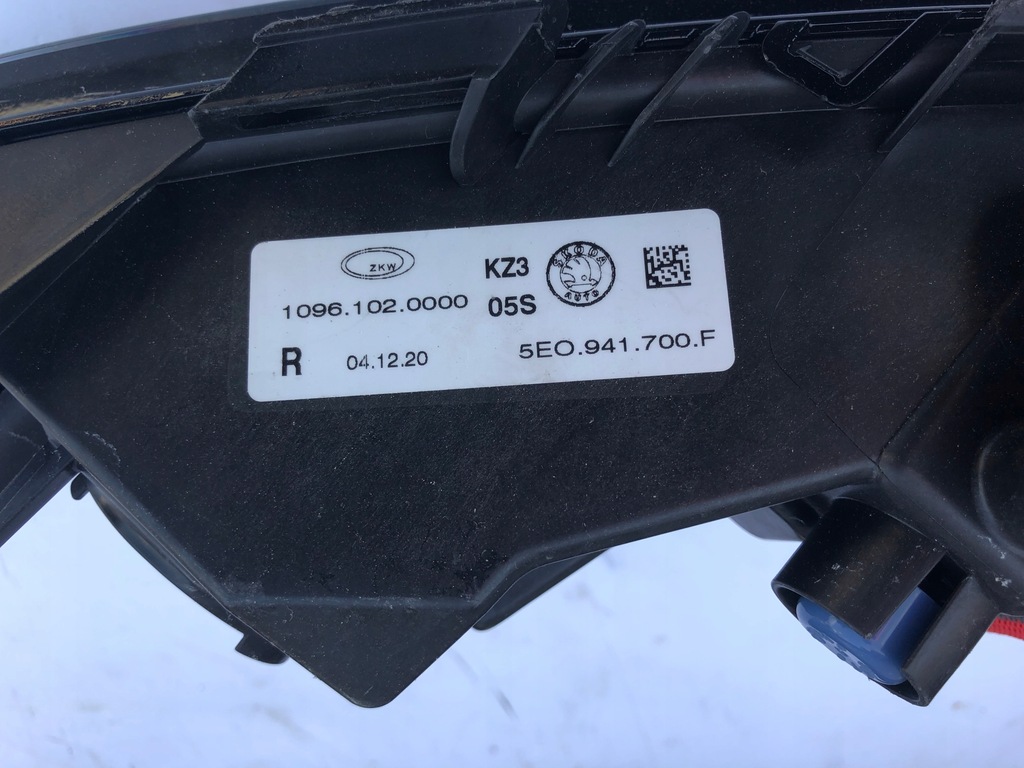 ZKW
KZ3
SKODA
AUTO
1096.102.0000
05S
R
04.12.20
5E0.941.700.F